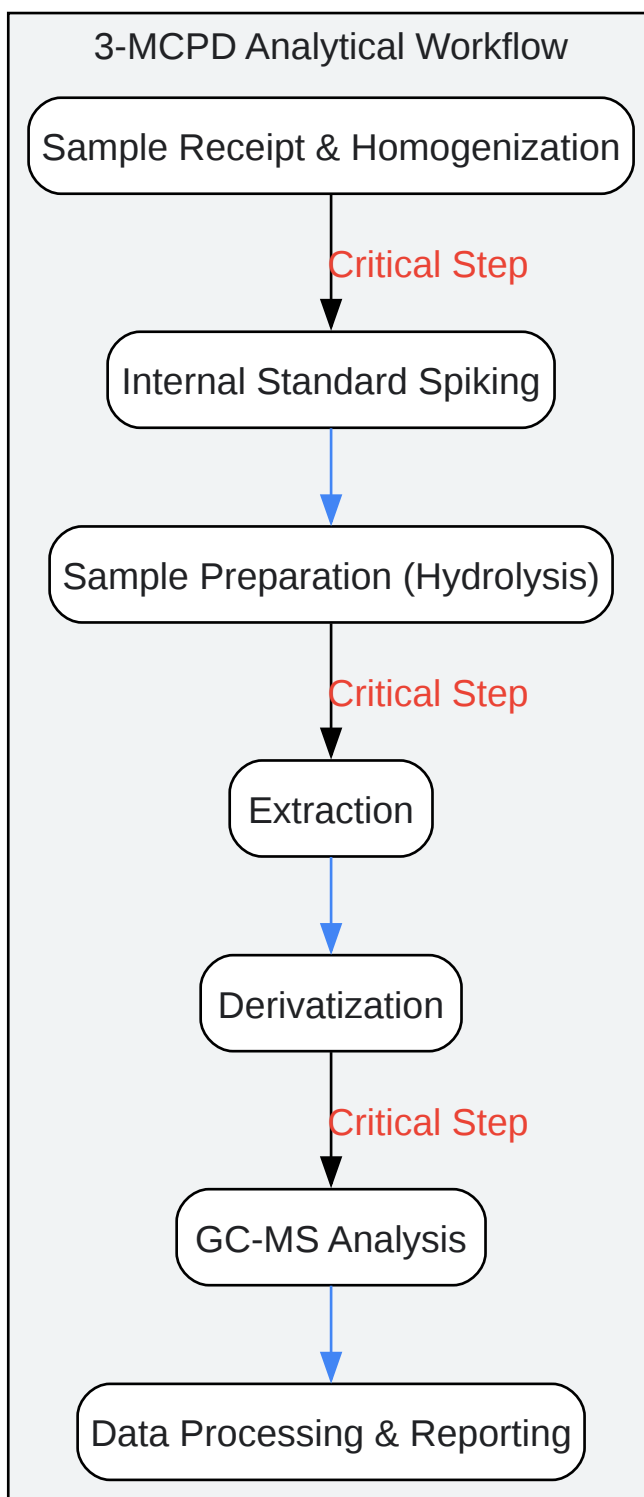 3-MCPD Analytical Workflow
Sample Receipt & Homogenization
Critical Step
Internal Standard Spiking
Sample Preparation (Hydrolysis)
Critical Step
Extraction
Derivatization
Critical Step
GC-MS Analysis
Data Processing & Reporting